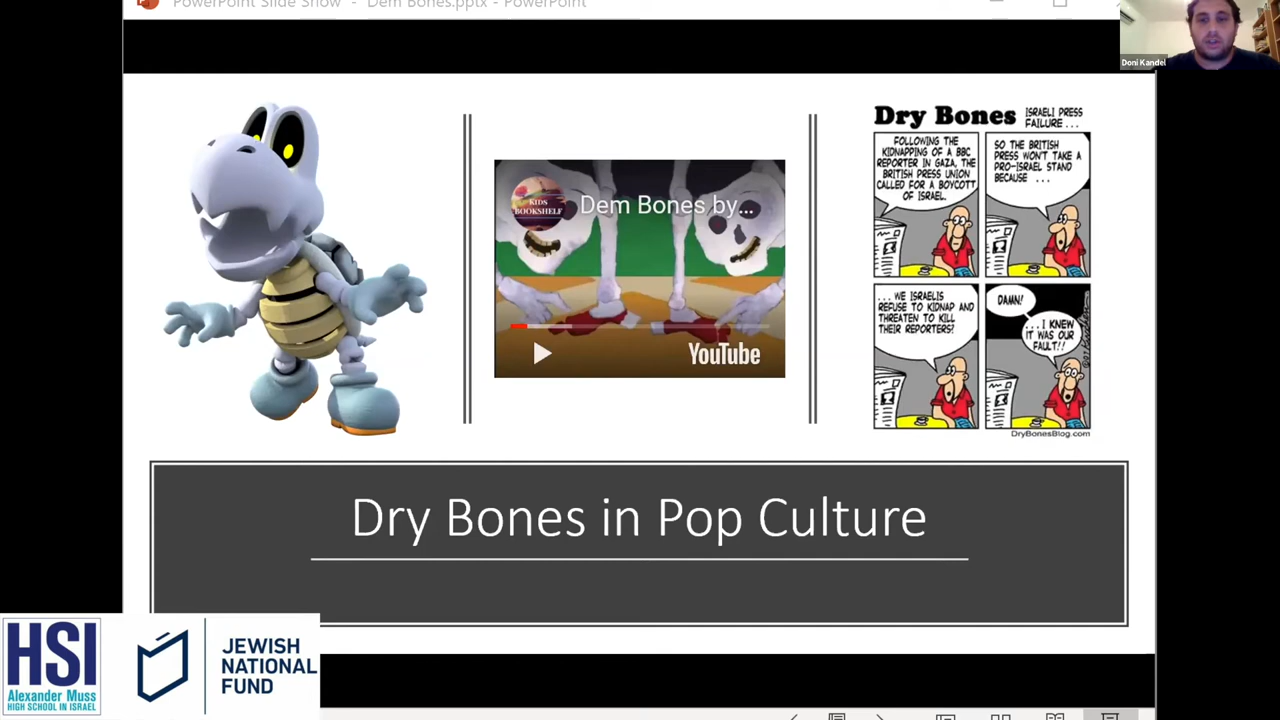 PowerPoint Slide Show - Dem Bones.pptx - PowerPoint
Doni Kandel
KIDS
BOOKSHELF
Dem Bones by...
YouTube
Dry Bones
ISRAELI PRESS
FAILURE ...
FOLLOWING THE
KIDNAPPING OF A BBC
REPORTER IN GAZA, THE
BRITISH PRESS UNION
CALLED FOR A BOYCOTT
OF ISRAEL.
SO THE BRITISH
PRESS WON'T TAKE A
PRO-ISRAEL STAND
BECAUSE ...
... WE ISRAELIS
REFUSE TO KIDNAP AND
THREATEN TO KILL
THEIR REPORTERS?
DAMN!
...I KNEW
IT WAS OUR
FAULT!!
DryBonesBlog.com
Dry Bones in Pop Culture
HSI
Alexander Muss
HIGH SCHOOL IN ISRAEL
JEWISH
NATIONAL
FUND